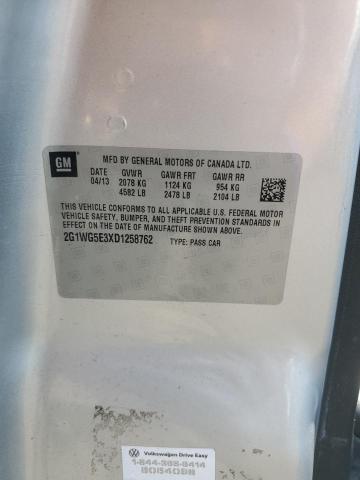 GM
MFD BY GENERAL MOTORS OF CANADA LTD.
04/13 GVWR GAWR FRT GAWR RR
2078 KG 1124 KG 954 KG
4582 LB 2478 LB 2104 LB
THIS VEHICLE CONFORMS TO ALL APPLICABLE U.S. FEDERAL MOTOR
VEHICLE SAFETY, BUMPER, AND THEFT PREVENTION STANDARDS
IN EFFECT ON THE DATE OF MANUFACTURE SHOWN ABOVE.
2G1WG5E3XD1258762 TYPE: PASS CAR
Volkswagen Drive Easy
1-844-368-8414